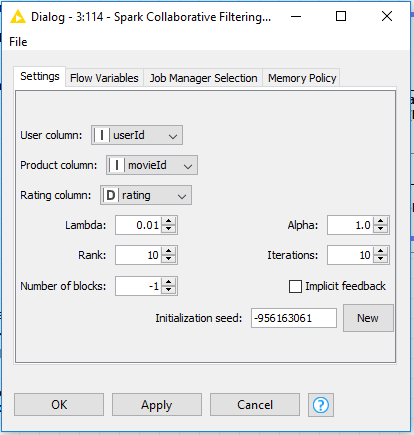 Dialog - 3:114 - Spark Collaborative Filtering...
File
Settings Flow Variables Job Manager Selection Memory Policy
User column: I userId
Product column: I movieId
Rating column: D rating
Lambda: 0.01 Alpha: 1.0
Rank: 10 Iterations: 10
Number of blocks: -1 Implicit feedback
Initialization seed: -956163061 New
OK Apply Cancel ?